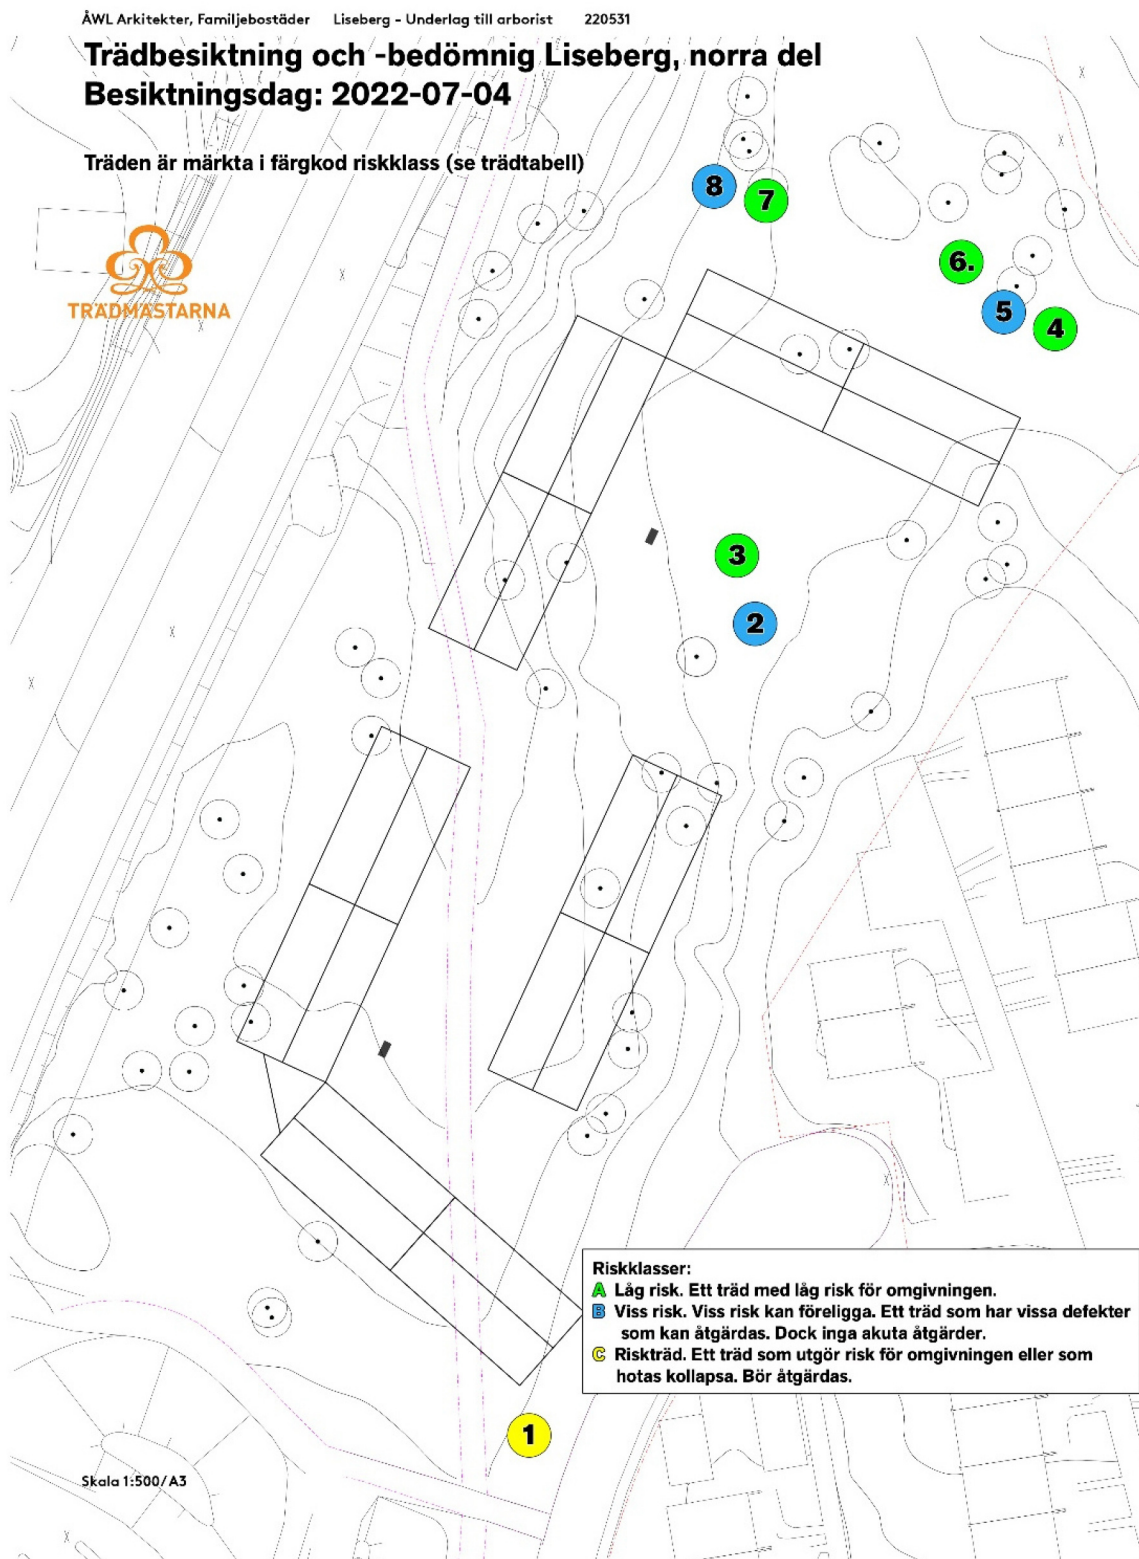 ÅWL Arkitekter, Familjebostäder Liseberg - Underlag till arborist 220531
Trädbesiktning och -bedömnig Liseberg, norra del
Besiktningsdag: 2022-07-04
Träden är märkta i färgkod riskklass (se trädtabell)
TRÄDMÄSTARNA
8
7
6.
5
4
3
2
Riskklasser:
A Låg risk. Ett träd med låg risk för omgivningen.
B Viss risk. Viss risk kan föreligga. Ett träd som har vissa defekter
som kan åtgärdas. Dock inga akuta åtgärder.
C Riskträd. Ett träd som utgör risk för omgivningen eller som
hotas kollapsa. Bör åtgärdas.
1
Skala 1:500/A3